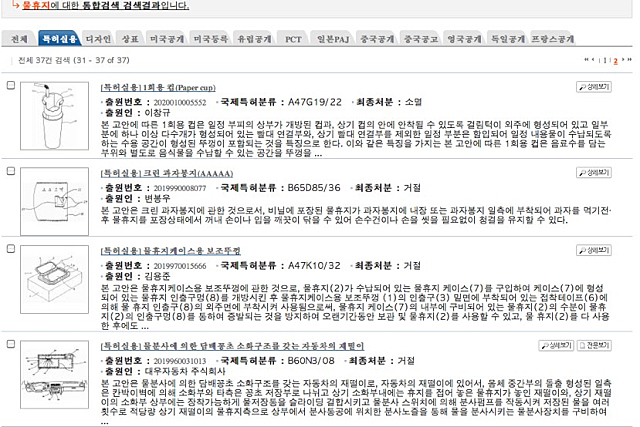 물휴지에 대한 통합검색 검색결과입니다.
전체 특허실용 디자인 상표 미국공개 미국등록 유럽공개 PCT 일본PAJ 중국공개 중국공고 영국공개 독일공개 프랑스공개
전체 37건 검색 (31 - 37 of 37)
1 2
[특허실용] 1회용 컵(Paper cup)
상세보기
· 출원번호 : 2020010005552 · 국제특허분류 : A47G19/22 · 최종처분 : 소멸
· 출원인 : 이창규
본 고안에 따른 1회용 컵은 일정 부피의 상부가 개방된 컵과, 상기 컵의 안에 안착될 수 있도록 걸림턱이 외주에 형성되어 있고 일부
분에 하나 이상 다수개가 형성되어 있는 빨대 연결부와, 상기 빨대 연결부를 제외한 일정 부분은 함입되어 일정 내용물이 수납되도록
하는 수용 공간이 형성된 뚜껑이 포함되는 것을 특징으로 한다. 이와 같은 특징을 가지는 본 고안에 따른 1회용 컵은 음료수를 담는
부위와 별도로 음식물을 수납할 수 있는 공간을 뚜껑을 ...
[특허실용] 크린 과자봉지(AAAAA)
상세보기
· 출원번호 : 2019990008077 · 국제특허분류 : B65D85/36 · 최종처분 : 거절
· 출원인 : 변봉우
본 고안은 크린 과자봉지에 관한 것으로서, 비닐에 포장된 물휴지가 과자봉지에 내장 또는 과자봉지 일측에 부착되어 과자를 먹기전·
후 물휴지를 포장상태에서 꺼내 손이나 입을 깨끗이 닦을 수 있어 손수건이나 손을 씻을 필요없이 청결을 유지할 수 있다.
[특허실용] 물휴지케이스용 보조뚜껑
상세보기
· 출원번호 : 2019970015666 · 국제특허분류 : A47K10/32 · 최종처분 : 거절
· 출원인 : 김용준
본 고안은 물휴지케이스용 보조뚜껑에 관한 것으로, 물휴지(2)가 수납되어 있는 물휴지 케이스(7)를 구입하여 케이스(7)에 형성
되어 있는 물휴지 인출구멍(8)를 개방시킨 후 물휴지케이스용 보조뚜껑 (1)의 인출구(3) 밑면에 부착되어 있는 접착테이프(6)에
의해 물 휴지 인출구멍(8)의 외주면에 부착시켜 사용됨으로써, 물휴지 케이스(7)의 내부에 구비되어 있는 물휴지(2)의 수분이 물휴
지(2)의 인출구멍(8)를 통하여 증발되는 것을 방지하여 오랜기간동안 보관 및 물휴지(2)를 사용할 수 있고, 물 휴지(2)를 다 사용
한 후에도 ...
[특허실용] 물분사에 의한 담배꽁초 소화구조를 갖는 자동차의 재떨이
상세보기 전문보기
· 출원번호 : 2019960031013 · 국제특허분류 : B60N3/08 · 최종처분 : 거절
· 출원인 : 대우자동차 주식회사
본 고안은 물분사에 의한 담배꽁초 소화구조를 갖는 자동차의 재떨이로, 자동차의 재떨이에 있어서, 몸체 중간부의 돌출 형성된 일측
은 칸막이벽에 의해 소화부와 타측은 꽁초 저장부로 나뉘고 상기 소화부내에는 휴지를 접어 놓은 물휴지가 놓인 재떨이와, 상기 재떨
이의 소화부 상부에는 장착가능하게 물저장통을 슬라이딩 결합시키고 물분사 스위치에 의해 분사펌프를 작동시켜 저장된 물을 여러
횟수로 적당량 상기 재떨이의 물휴지측으로 상부에서 분사통공에 위치한 분사노즐을 통해 물을 분사시키는 물분사장치를 구비하여
...